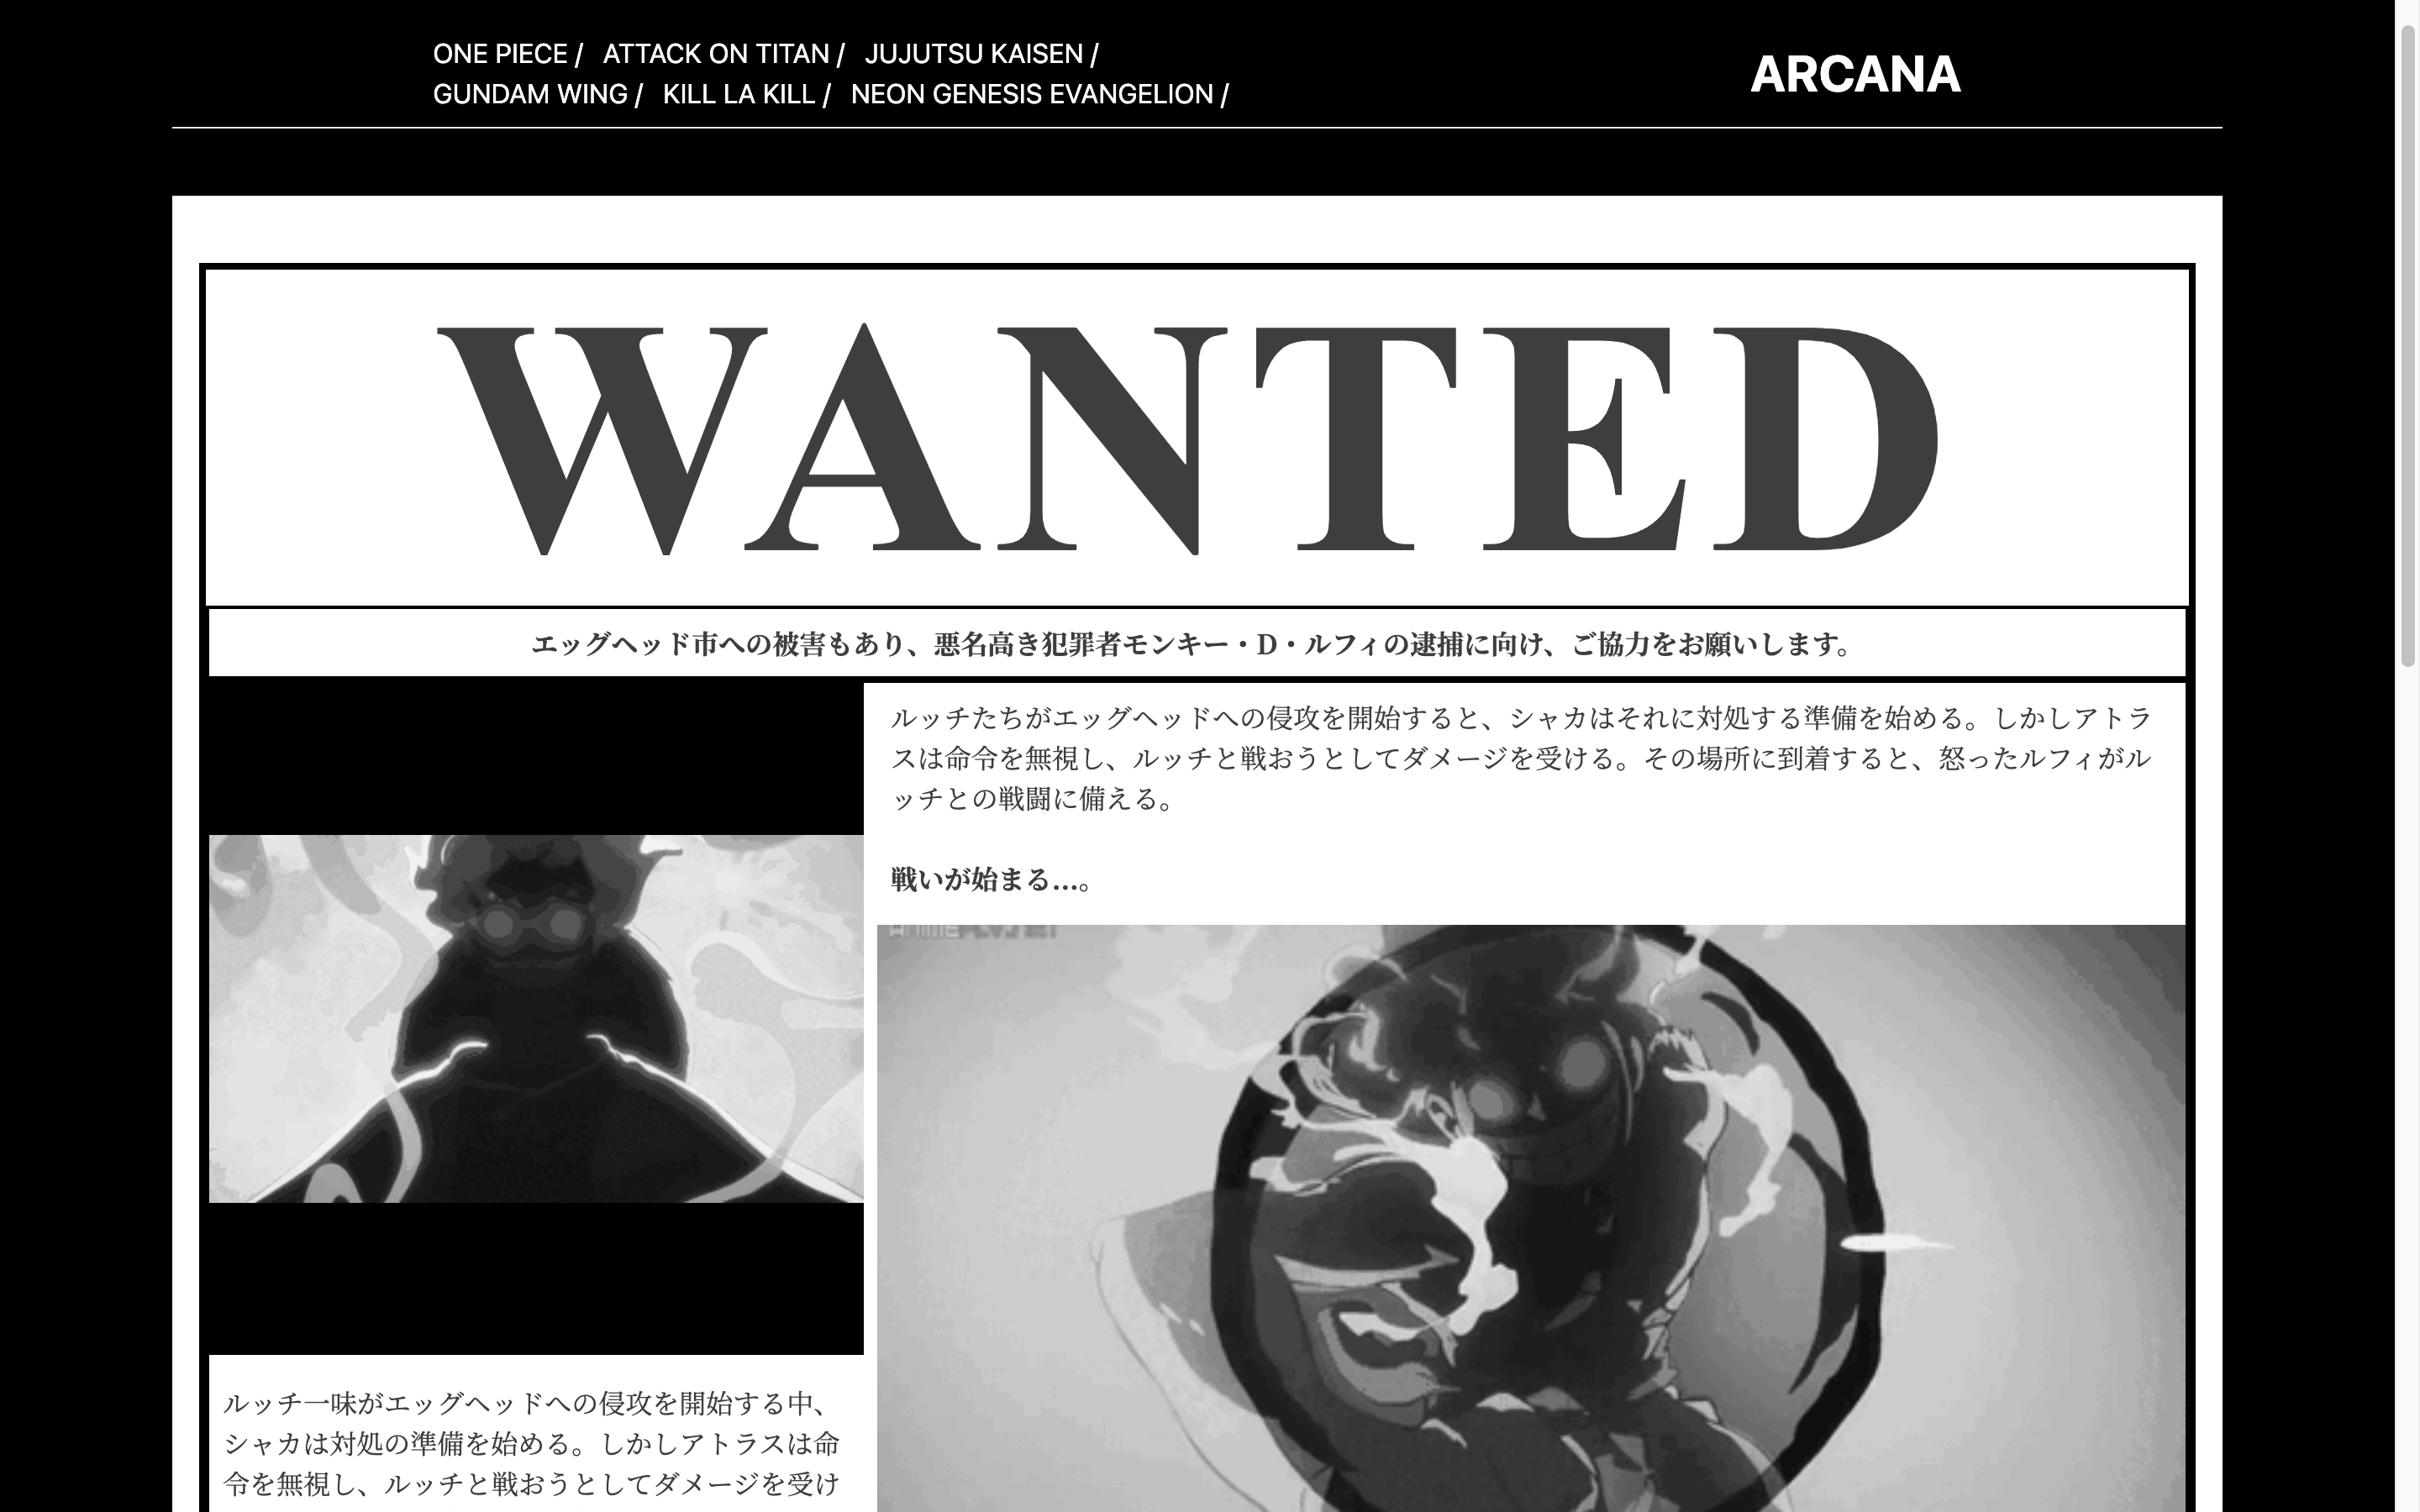 ONE PIECE / ATTACK ON TITAN / JUJUTSU KAISEN /
GUNDAM WING / KILL LA KILL / NEON GENESIS EVANGELION /
ARCANA
WANTED
エッグヘッド市への被害もあり、悪名高き犯罪者モンキー・D・ルフィの逮捕に向け、ご協力をお願いします。
ルッチたちがエッグヘッドへの侵攻を開始すると、シャカはそれに対処する準備を始める。しかしアトラ
スは命令を無視し、ルッチと戦おうとしてダメージを受ける。その場所に到着すると、怒ったルフィがル
ッチとの戦闘に備える。
戦いが始まる...。
ルッチ一味がエッグヘッドへの侵攻を開始する中、
シャカは対処の準備を始める。しかしアトラスは命
令を無視し、ルッチと戦おうとしてダメージを受け